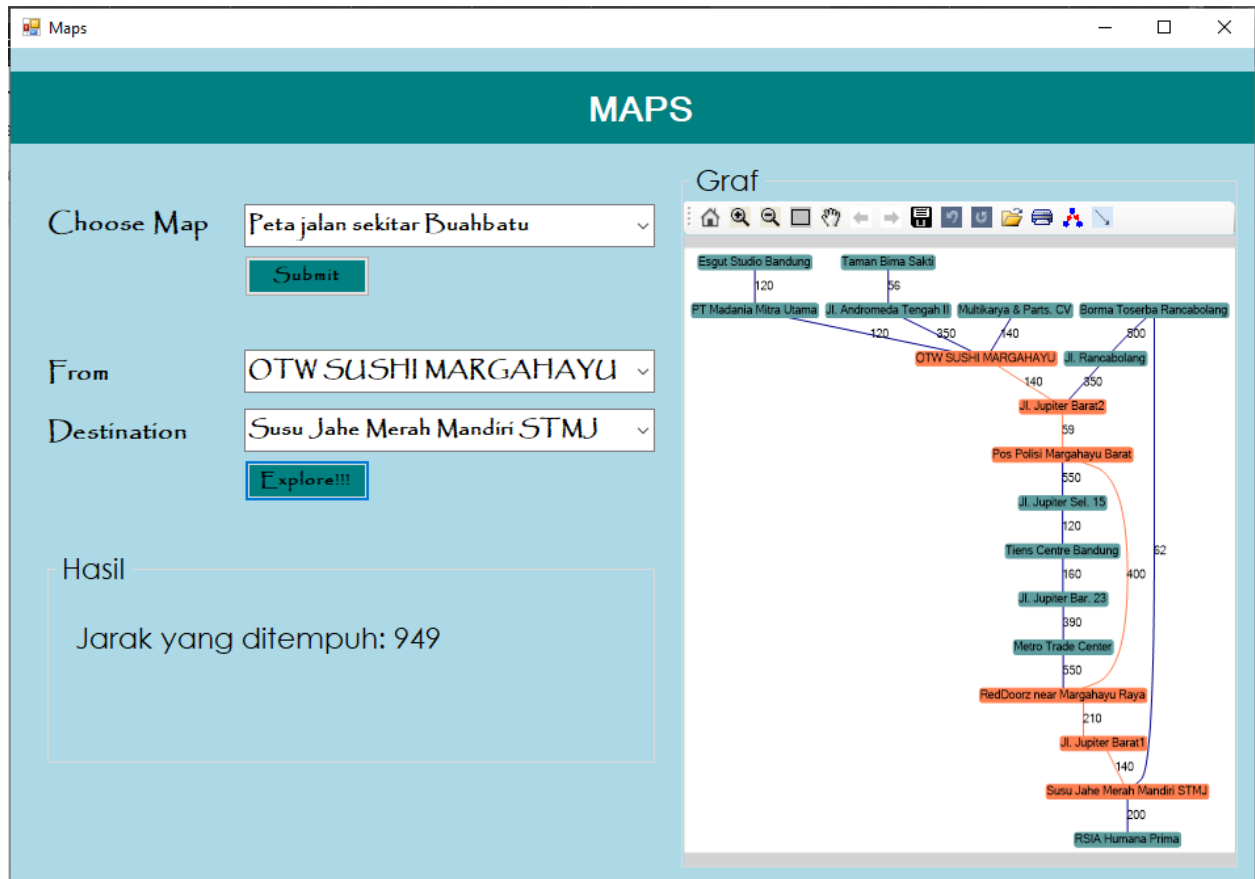 Maps
MAPS
Choose Map
Peta jalan sekitar Buahbatu
Submit
From
OTW SUSHI MARGAHAYU
Destination
Susu Jahe Merah Mandiri STMJ
Explore!!!
Hasil
Jarak yang ditempuh: 949
Graf
Esgut Studio Bandung
Taman Bima Sakti
120
56
PT Madania Mitra Utama
Jl. Andromeda Tengah II
Multikarya & Parts. CV
Borma Toserba Rancabolang
120
350
140
800
OTW SUSHI MARGAHAYU
Jl. Rancabolang
140
350
Jl. Jupiter Barat2
59
Pos Polisi Margahayu Barat
550
Jl. Jupiter Sel. 15
120
Tiens Centre Bandung
62
160
400
Jl. Jupiter Bar. 23
390
Metro Trade Center
550
RedDoorz near Margahayu Raya
210
Jl. Jupiter Barat1
140
Susu Jahe Merah Mandiri STMJ
200
RSIA Humana Prima